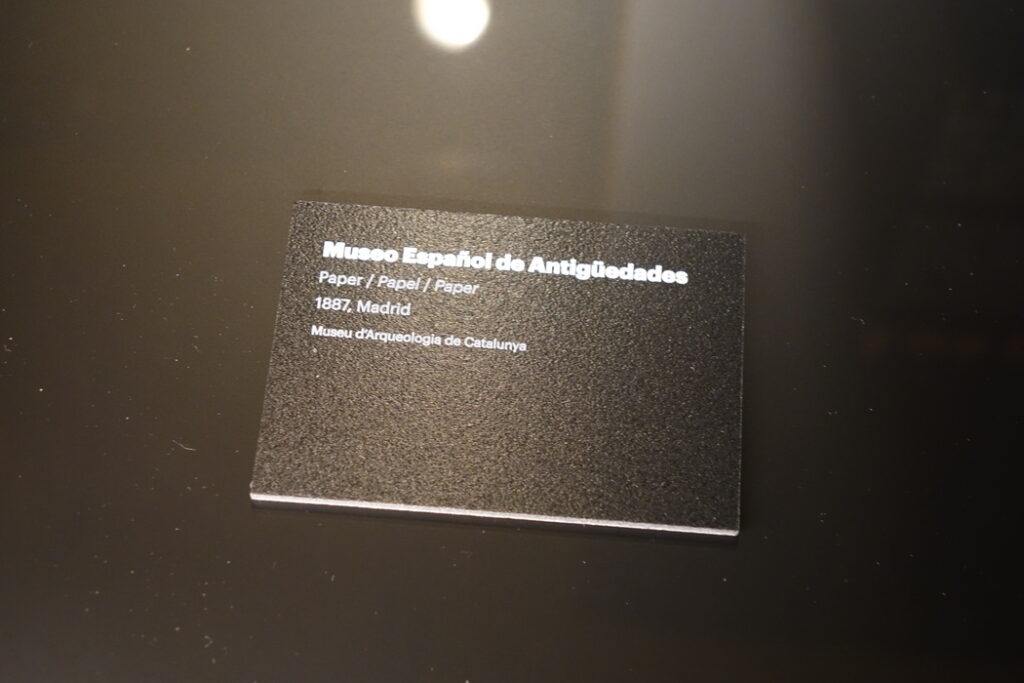 Museo Español de Antigüedades
Paper / Papel / Paper
1887, Madrid
Museu d'Arqueologia de Catalunya